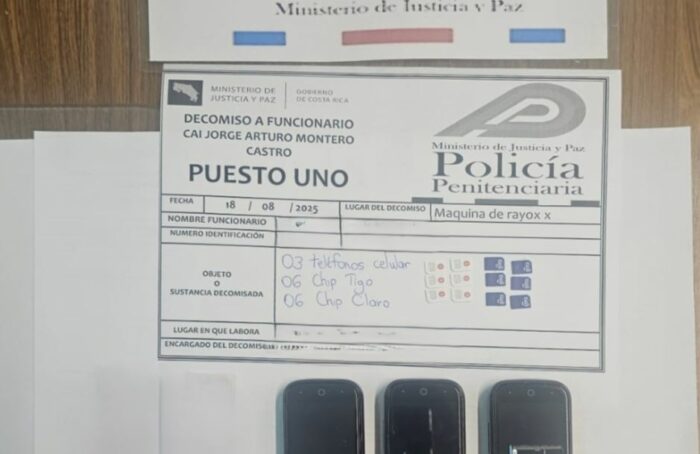 Ministerio de Justicia y Paz
MINISTERIO DE
JUSTICIA Y PAZ
GOBIERNO
DE COSTA RICA
DECOMISO A FUNCIONARIO
CAI JORGE ARTURO MONTERO
CASTRO
PUESTO UNO
Ministerio de Justicia y Paz
Policía
Penitenciaria
FECHA 18 / 08 /2025 LUGAR DEL DECOMISO Maquina de rayox x
NOMBRE FUNCIONARIO
NUMERO IDENTIFICACIÓN
OBJETO
O
SUSTANCIA DECOMISADA
03 teléfonos celular
06 Chip Tigo
06 Chip Claro
LUGAR EN QUE LABORA
ENCARGADO DEL DECOMISO